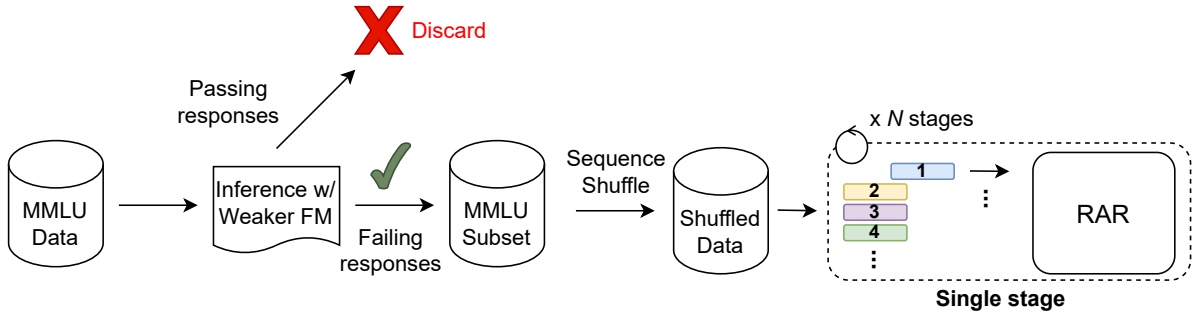 Discard
Passing
responses
MMLU
Data
Inference w/
Weaker FM
Failing
responses
MMLU
Subset
Sequence
Shuffle
Shuffled
Data
x N stages
1
2
3
4
RAR
Single stage